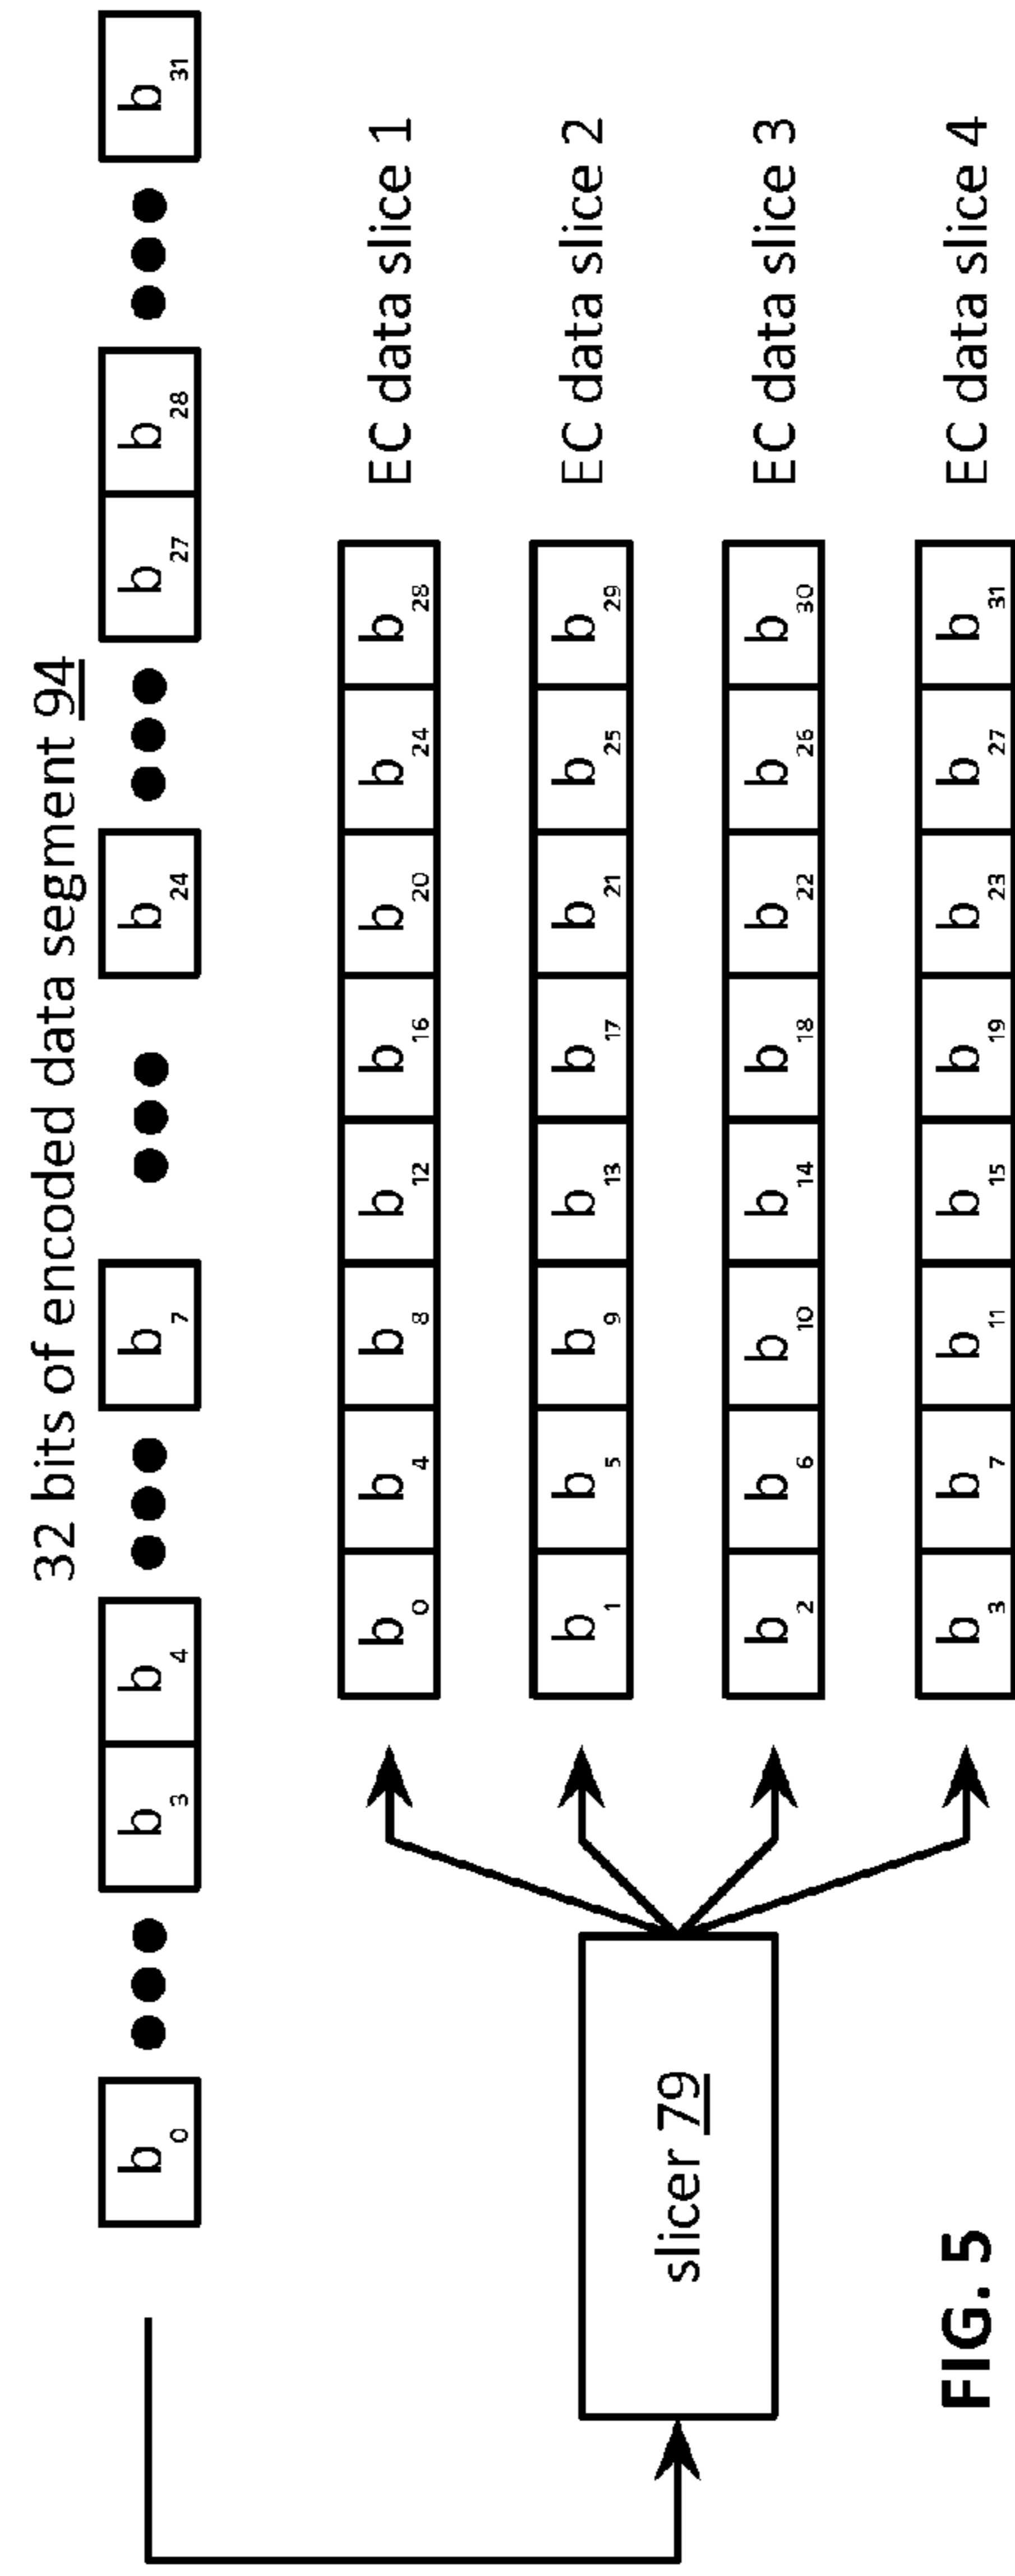 32 bits of encoded data segment 94
b0 ●●● b3 b4 ●●● b7 ●●● b24 ●●● b27 b28 ●●● b31
b0 b4 b8 b12 b16 b20 b24 b28 EC data slice 1
b1 b5 b9 b13 b17 b21 b25 b29 EC data slice 2
slicer 79
b2 b6 b10 b14 b18 b22 b26 b30 EC data slice 3
b3 b7 b11 b15 b19 b23 b27 b31 EC data slice 4
FIG. 5